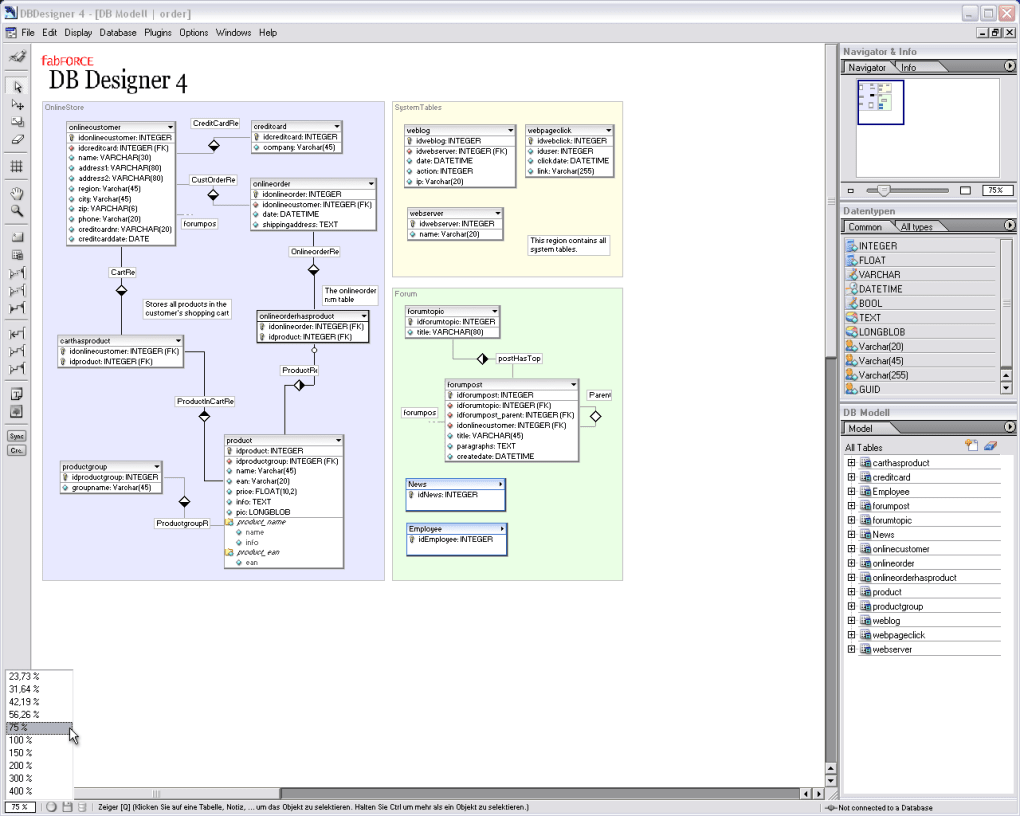 DBDesigner 4 - [DB Modell | order]
File Edit Display Database Plugins Options Windows Help
fabFORCE
DB Designer 4
OnlineStore
onlinecustomer
idonlinecustomer: INTEGER
idcreditcard: INTEGER (FK)
name: VARCHAR(30)
address1: VARCHAR(80)
address2: VARCHAR(80)
region: Varchar(45)
city: Varchar(45)
zip: VARCHAR(6)
phone: Varchar(20)
creditcardnr: VARCHAR(20)
creditcarddate: DATE
CreditCardRe
creditcard
idcreditcard: INTEGER
company: Varchar(45)
CustOrderRe
onlineorder
idonlineorder: INTEGER
idonlinecustomer: INTEGER (FK)
date: DATETIME
shippingaddress: TEXT
forumpos
OnlineorderRe
CartRe
The onlineorder
n:m table
Stores all products in the
customer's shopping cart
onlineorderhasproduct
idonlineorder: INTEGER (FK)
idproduct: INTEGER (FK)
carthasproduct
idonlinecustomer: INTEGER (FK)
idproduct: INTEGER (FK)
ProductRe
ProductInCartRe
product
idproduct: INTEGER
idproductgroup: INTEGER (FK)
name: Varchar(45)
ean: Varchar(20)
price: FLOAT(10,2)
info: TEXT
pic: LONGBLOB
product_name
name
info
product_ean
ean
productgroup
idproductgroup: INTEGER
groupname: Varchar(45)
ProductgroupR
SystemTables
weblog
idweblog: INTEGER
idwebserver: INTEGER (FK)
date: DATETIME
action: INTEGER
ip: Varchar(20)
webpageclick
idwebclick: INTEGER
iduser: INTEGER
clickdate: DATETIME
link: Varchar(255)
webserver
idwebserver: INTEGER
name: Varchar(20)
This region contains all
system tables.
Forum
forumtopic
idforumtopic: INTEGER
title: VARCHAR(80)
postHasTop
forumpost
idforumpost: INTEGER
idforumtopic: INTEGER (FK)
idforumpost_parent: INTEGER (FK)
idonlinecustomer: INTEGER (FK)
title: VARCHAR(45)
paragraphs: TEXT
createdate: DATETIME
Parent
forumpos
News
idNews: INTEGER
Employee
idEmployee: INTEGER
Navigator & Info
Navigator Info
75%
Datentypen
Common All types
INTEGER
FLOAT
VARCHAR
DATETIME
BOOL
TEXT
LONGBLOB
Varchar(20)
Varchar(45)
Varchar(255)
GUID
DB Modell
Model
All Tables
carthasproduct
creditcard
Employee
forumpost
forumtopic
News
onlinecustomer
onlineorder
onlineorderhasproduct
product
productgroup
weblog
webpageclick
webserver
Sync
23,73 %
31,64 %
42,19 %
56,26 %
75 %
100 %
150 %
200 %
300 %
400 %
75 %
Zeiger [Q] (Klicken Sie auf eine Tabelle, Notiz, ... um das Objekt zu selektieren. Halten Sie Ctrl um mehr als ein Objekt zu selektieren.)
Not connected to a Database